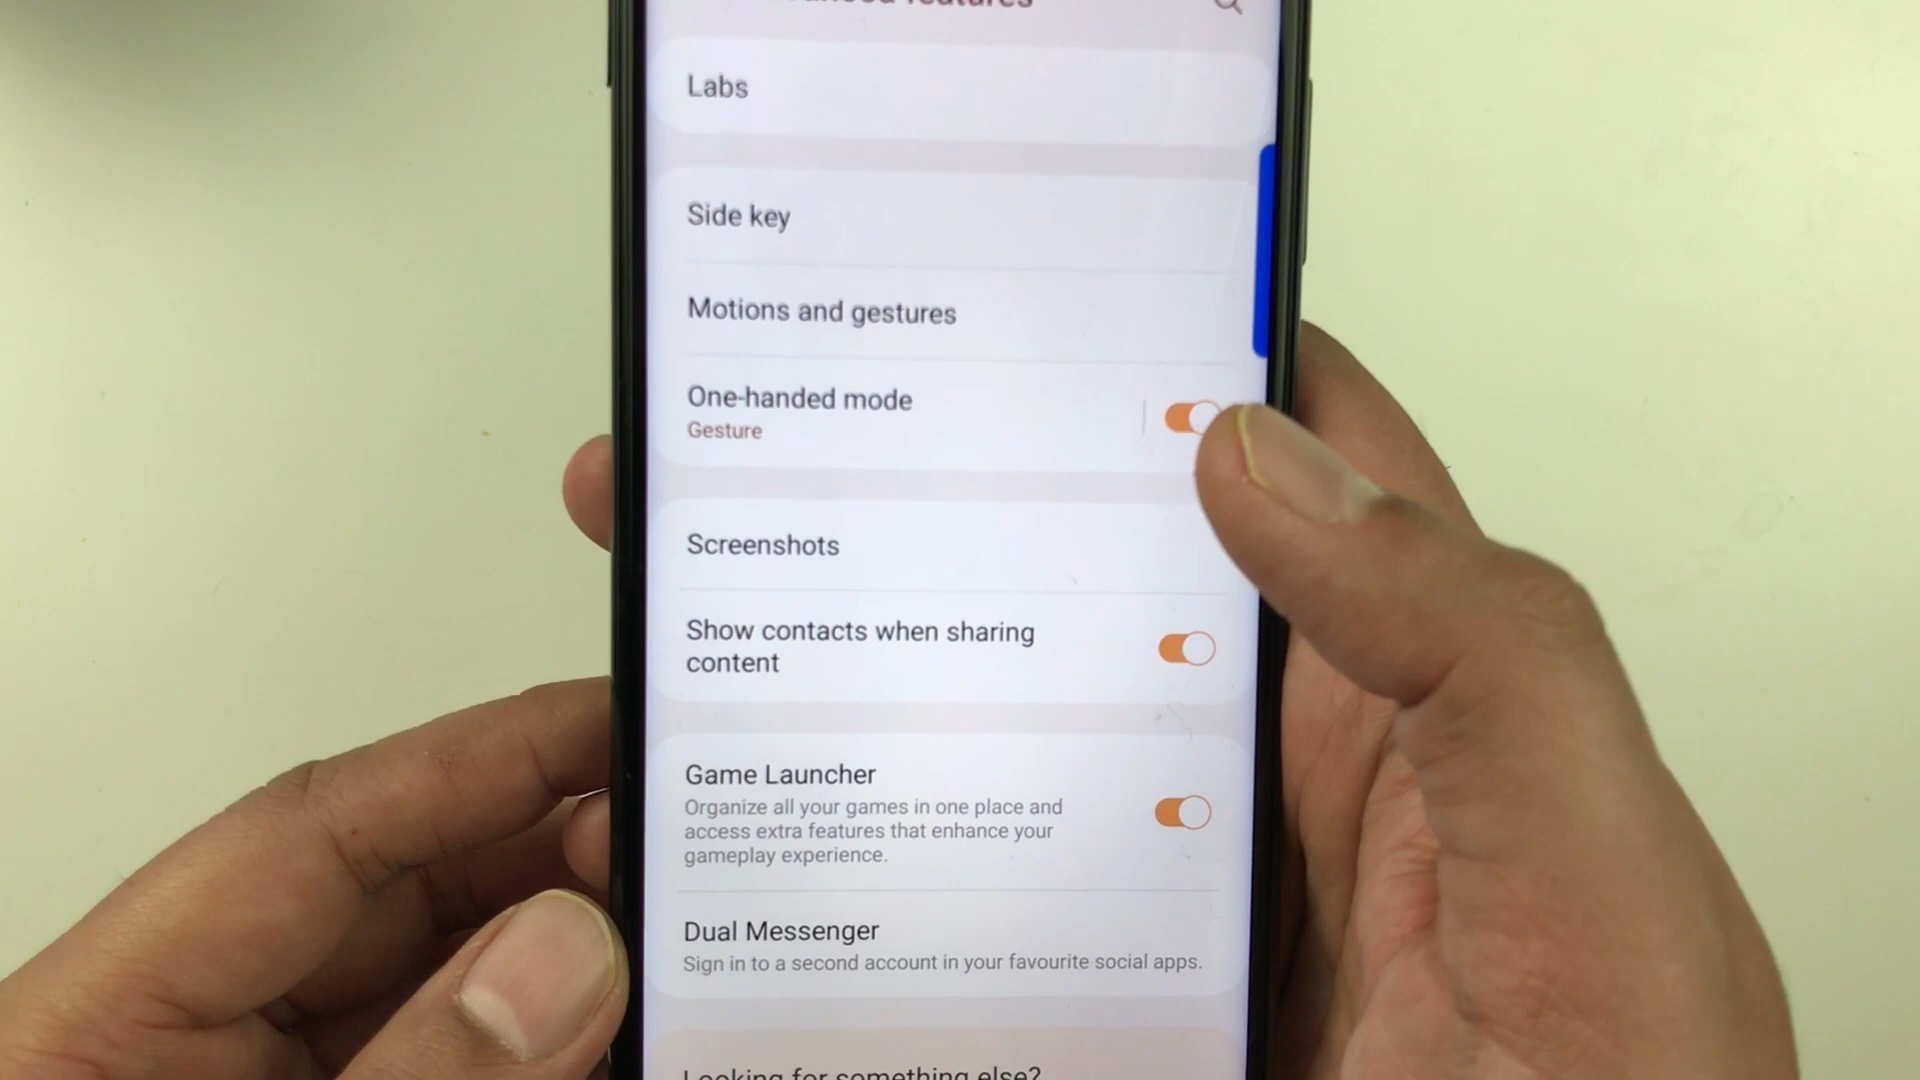 features
Labs
Side key
Motions and gestures
One-handed mode
Gesture
Screenshots
Show contacts when sharing
content
Game Launcher
Organize all your games in one place and
access extra features that enhance your
gameplay experience.
Dual Messenger
Sign in to a second account in your favourite social apps.
Looking for something else?